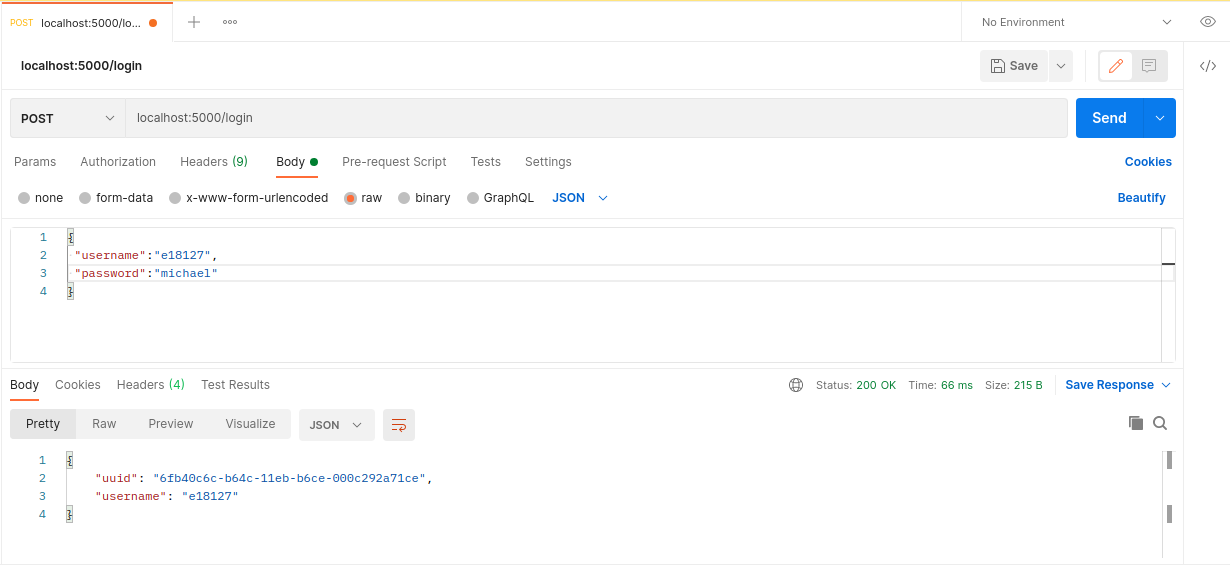 POST localhost:5000/lo... No Environment
localhost:5000/login Save
POST localhost:5000/login Send
Params Authorization Headers (9) Body Pre-request Script Tests Settings Cookies
none form-data x-www-form-urlencoded raw binary GraphQL JSON Beautify
1 {
2 "username":"e18127",
3 "password":"michael"
4 }
Body Cookies Headers (4) Test Results Status: 200 OK Time: 66 ms Size: 215 B Save Response
Pretty Raw Preview Visualize JSON
1 {
2 "uuid": "6fb40c6c-b64c-11eb-b6ce-000c292a71ce",
3 "username": "e18127"
4 }